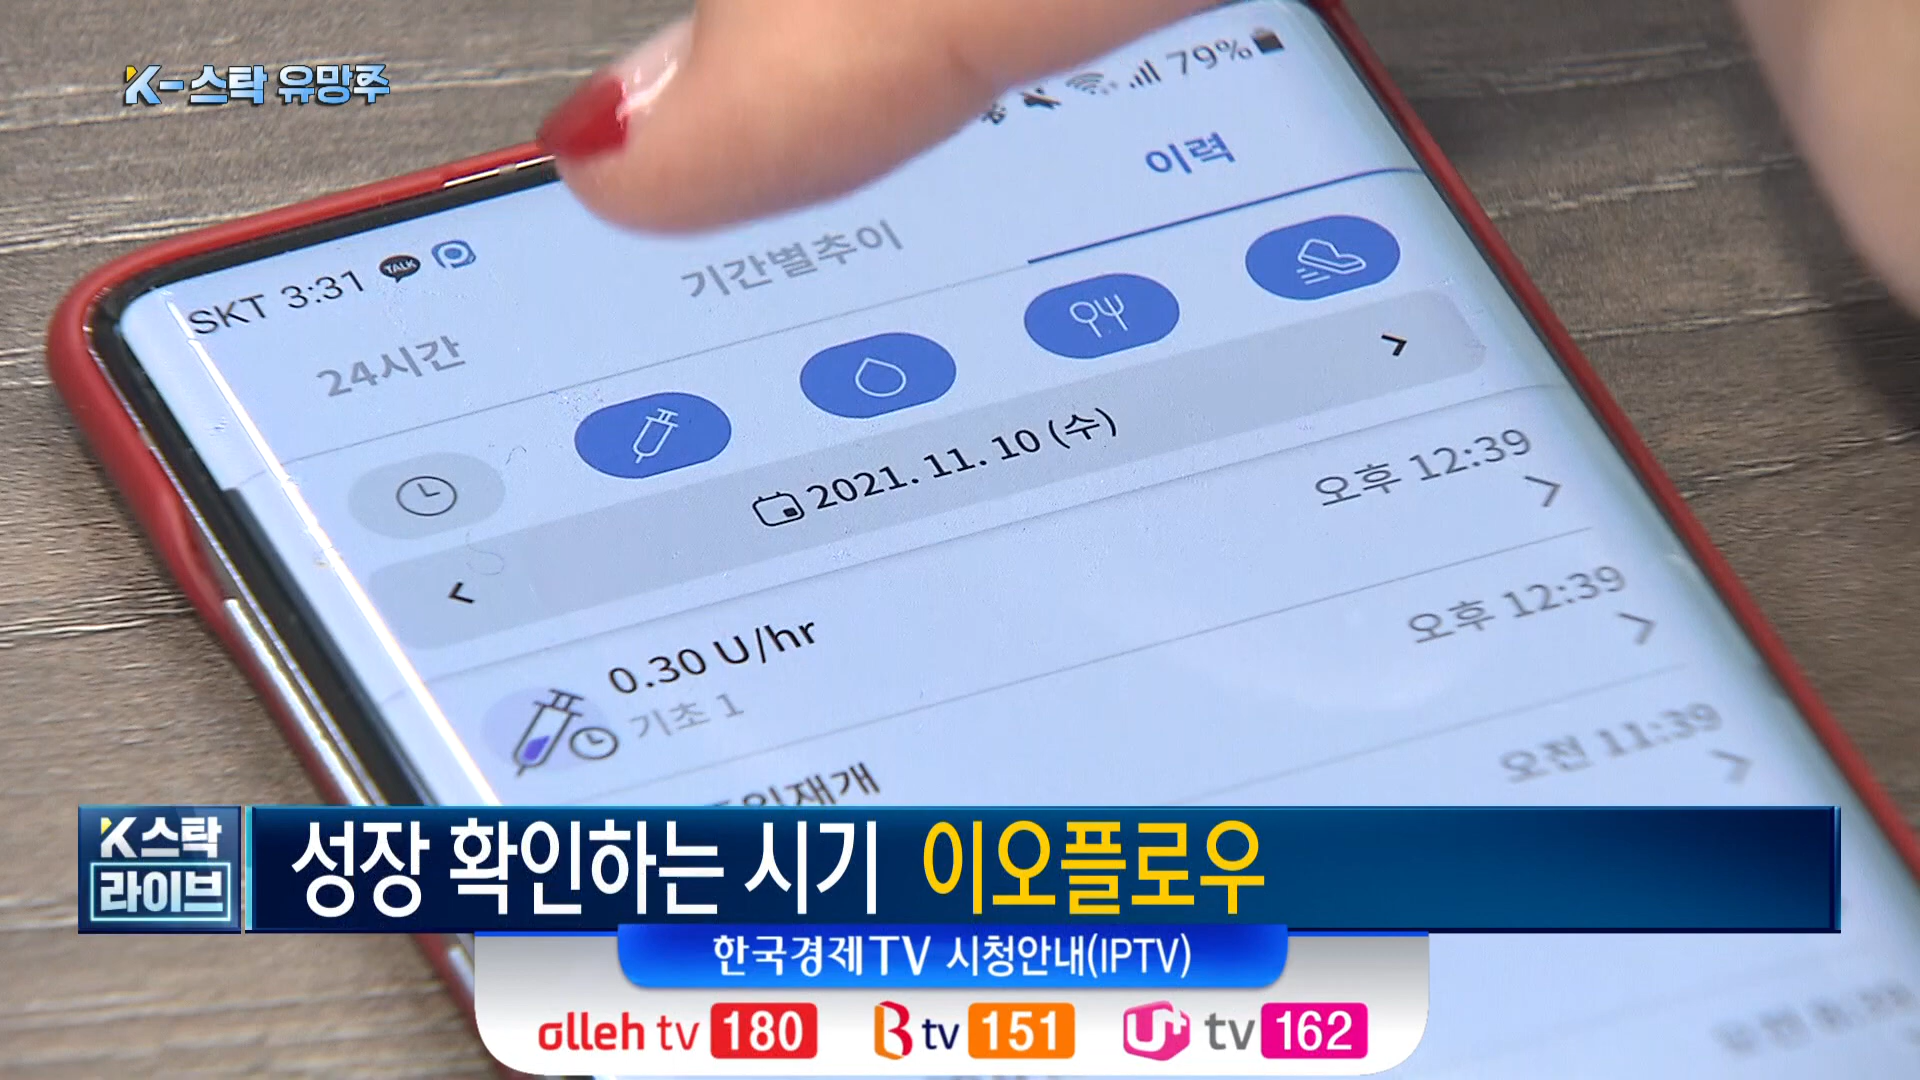 K-스탁 유망주
SKT 3:31 TALK
79%
24시간
기간별추이
이력
2021. 11. 10 (수)
오후 12:39
0.30 U/hr
기초 1
오후 12:39
오전 11:39
K스탁
라이브
성장 확인하는 시기 이오플로우
한국경제TV 시청안내(IPTV)
olleh tv 180
B tv 151
U+ tv 162